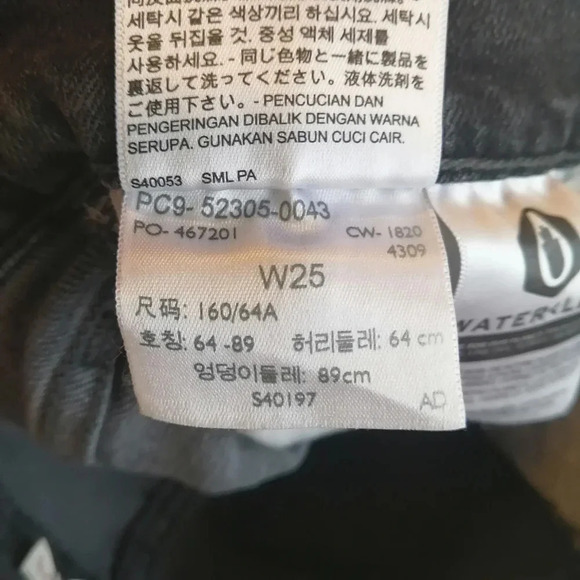 세탁시 같은 색상끼리 하십시요. 세탁시
옷을 뒤집을 것. 중성 액체 세제를
사용하세요. - 同じ色物と一緒に製品を
裏返して洗ってください。液体洗剤を
ご使用下さい。- PENCUCIAN DAN
PENGERINGAN DIBALIK DENGAN WARNA
SERUPA. GUNAKAN SABUN CUCI CAIR.
S40053 SML PA
PC9- 52305-0043
PO- 467201 CW- 1820
4309
W25
尺码: 160/64A
호칭: 64 -89 허리둘레: 64 cm
엉덩이둘레: 89cm
S40197 AD
WATER<L